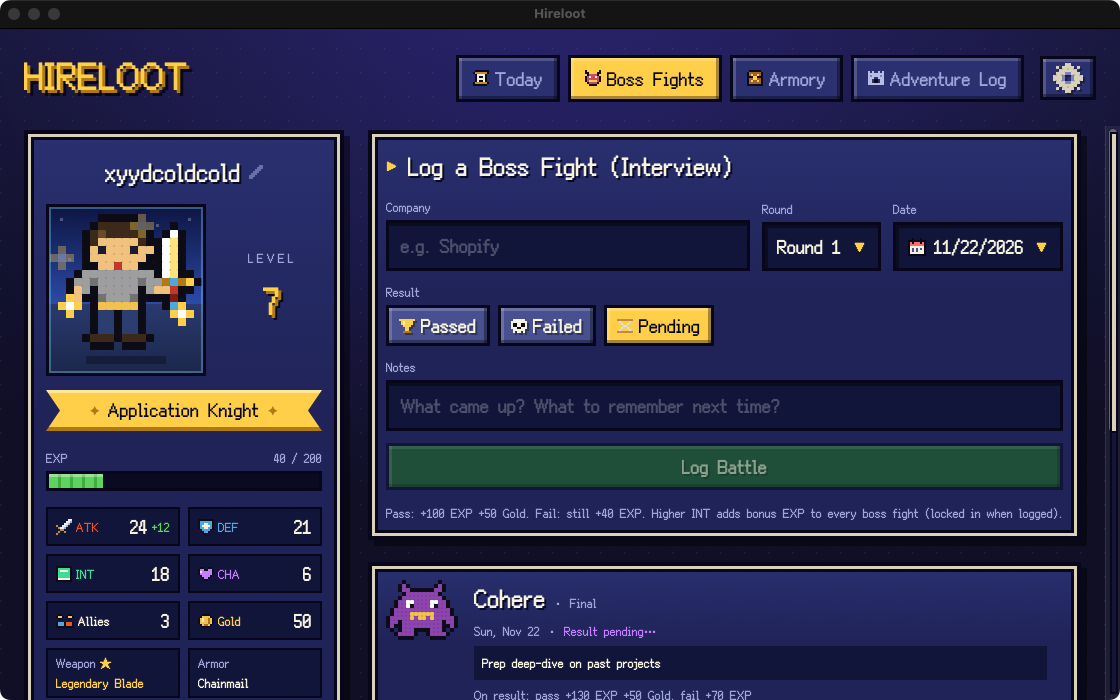 Hireloot
HIRELOOT
Today
Boss Fights
Armory
Adventure Log
xyydcoldcold
LEVEL
7
Application Knight
EXP 40 / 200
ATK 24 +12
DEF 21
INT 18
CHA 6
Allies 3
Gold 50
Weapon
Legendary Blade
Armor
Chainmail
Log a Boss Fight (Interview)
Company
e.g. Shopify
Round
Round 1
Date
11/22/2026
Result
Passed
Failed
Pending
Notes
What came up? What to remember next time?
Log Battle
Pass: +100 EXP +50 Gold. Fail: still +40 EXP. Higher INT adds bonus EXP to every boss fight (locked in when logged).
Cohere · Final
Sun, Nov 22 · Result pending···
Prep deep-dive on past projects
On result: pass +130 EXP +50 Gold, fail +70 EXP